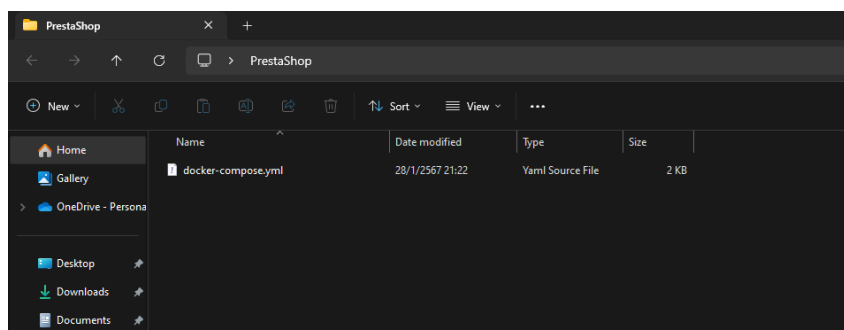 PrestaShop
PrestaShop
New
Sort
View
Name
Date modified
Type
Size
Home
docker-compose.yml
28/1/2567 21:22
Yaml Source File
2 KB
Gallery
OneDrive - Persona
Desktop
Downloads
Documents